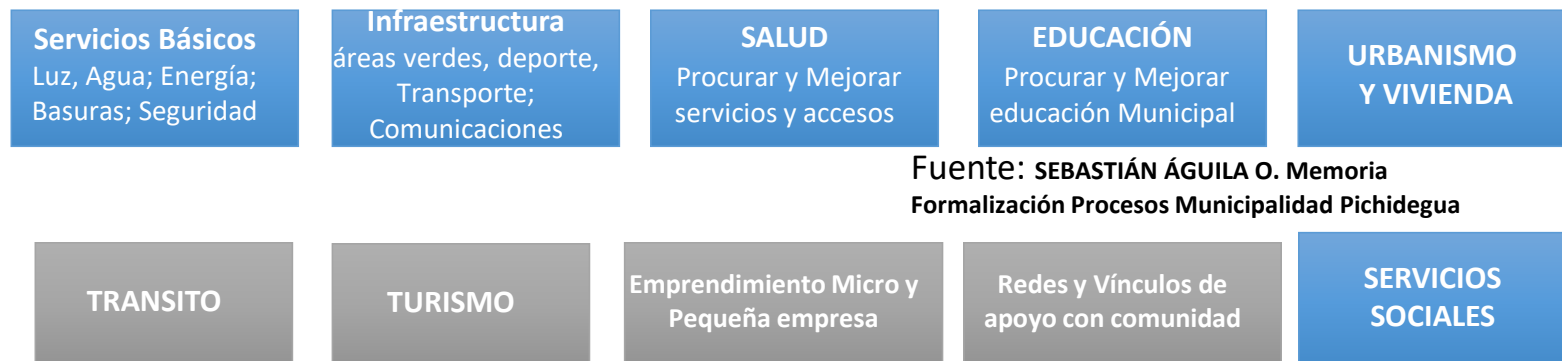 Servicios Básicos
Luz, Agua; Energía;
Basuras; Seguridad
Infraestructura
áreas verdes, deporte,
Transporte;
Comunicaciones
SALUD
Procurar y Mejorar
servicios y accesos
EDUCACIÓN
Procurar y Mejorar
educación Municipal
URBANISMO
Y VIVIENDA
Fuente: SEBASTIÁN ÁGUILA O. Memoria
Formalización Procesos Municipalidad Pichidegua
TRANSITO
TURISMO
Emprendimiento Micro y
Pequeña empresa
Redes y Vínculos de
apoyo con comunidad
SERVICIOS
SOCIALES